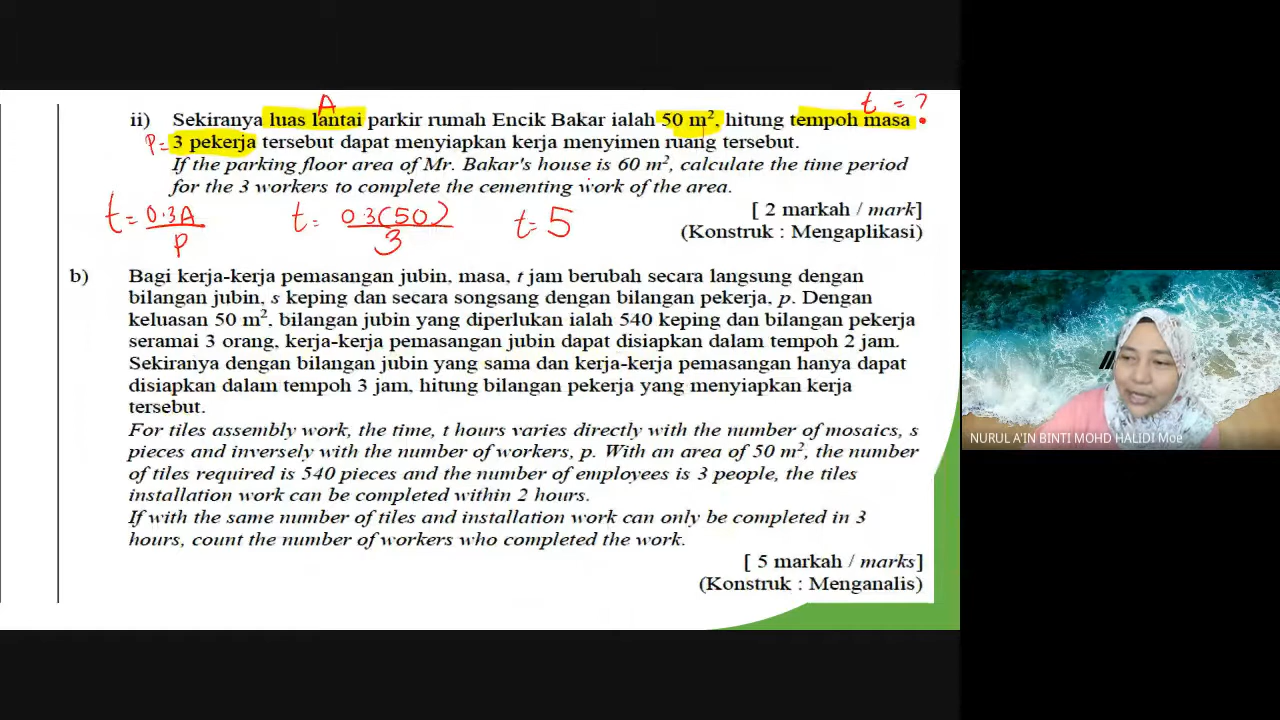 A
t = ?
ii) Sekiranya luas lantai parkir rumah Encik Bakar ialah 50 m², hitung tempoh masa
P= 3 pekerja tersebut dapat menyiapkan kerja menyimen ruang tersebut.
If the parking floor area of Mr. Bakar's house is 60 m², calculate the time period
for the 3 workers to complete the cementing work of the area.
t = 0.3A / P t = 0.3(50) / 3 t = 5
[ 2 markah / mark]
(Konstruk : Mengaplikasi)
b) Bagi kerja-kerja pemasangan jubin, masa, t jam berubah secara langsung dengan
bilangan jubin, s keping dan secara songsang dengan bilangan pekerja, p. Dengan
keluasan 50 m², bilangan jubin yang diperlukan ialah 540 keping dan bilangan pekerja
seramai 3 orang, kerja-kerja pemasangan jubin dapat disiapkan dalam tempoh 2 jam.
Sekiranya dengan bilangan jubin yang sama dan kerja-kerja pemasangan hanya dapat
disiapkan dalam tempoh 3 jam, hitung bilangan pekerja yang menyiapkan kerja
tersebut.
For tiles assembly work, the time, t hours varies directly with the number of mosaics, s
pieces and inversely with the number of workers, p. With an area of 50 m², the number
of tiles required is 540 pieces and the number of employees is 3 people, the tiles
installation work can be completed within 2 hours.
If with the same number of tiles and installation work can only be completed in 3
hours, count the number of workers who completed the work.
[ 5 markah / marks]
(Konstruk : Menganalis)
NURUL A'IN BINTI MOHD HALIDI Moe